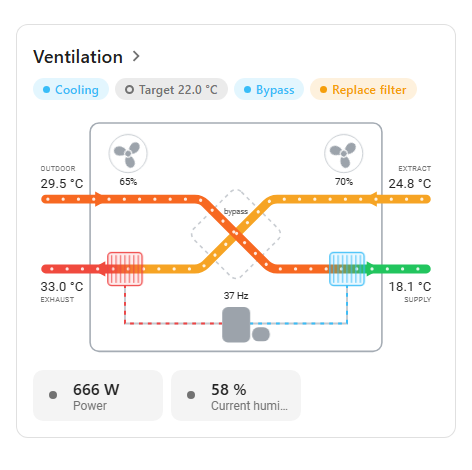 Ventilation
Cooling
Target 22.0 °C
Bypass
Replace filter
65%
70%
OUTDOOR
29.5 °C
EXTRACT
24.8 °C
bypass
33.0 °C
EXHAUST
37 Hz
18.1 °C
SUPPLY
666 W
Power
58 %
Current humi...